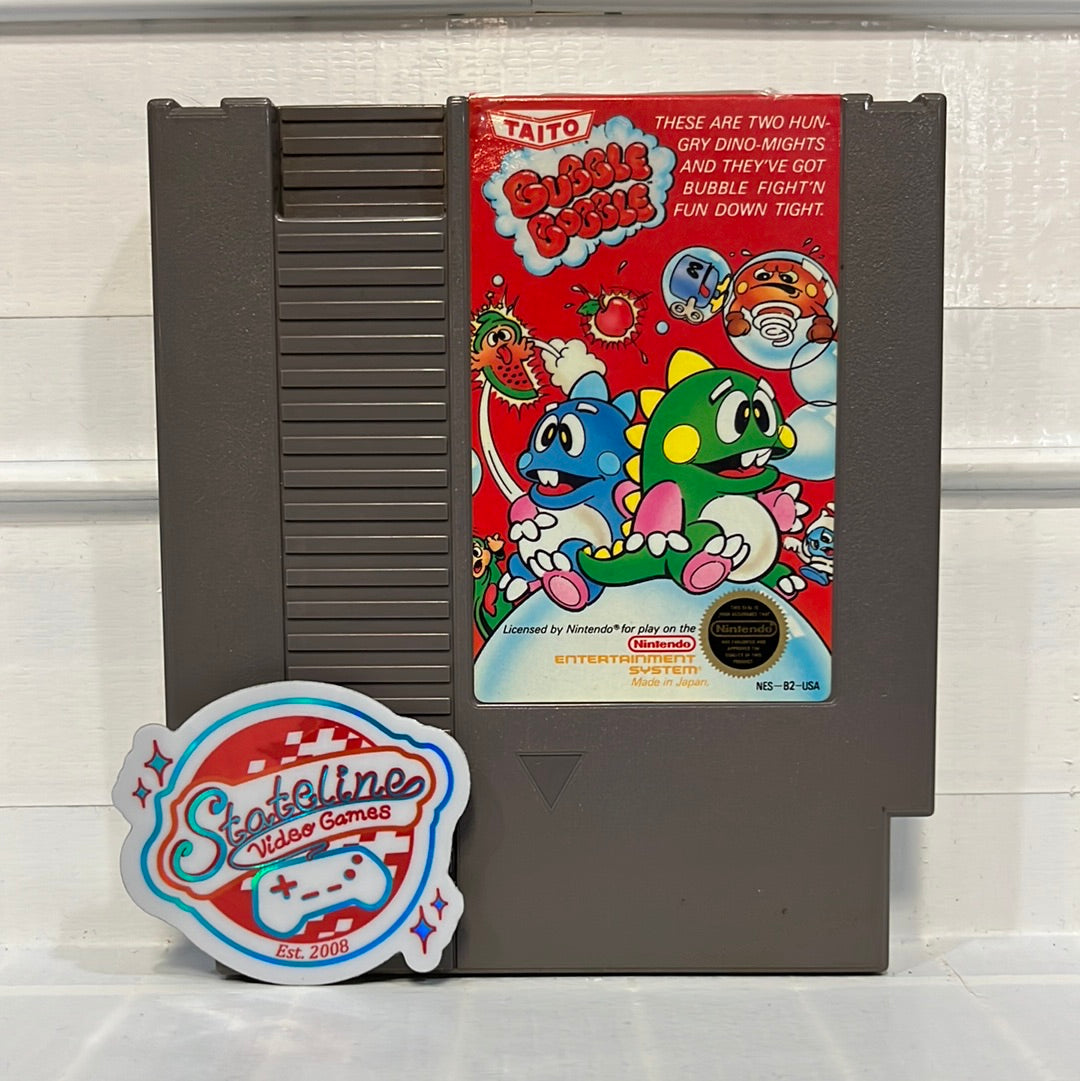 TAITO
BUBBLE
BOBBLE
THESE ARE TWO HUN-
GRY DINO-MIGHTS
AND THEY'VE GOT
BUBBLE FIGHT'N
FUN DOWN TIGHT.
Licensed by Nintendo® for play on the
Nintendo
ENTERTAINMENT
SYSTEM®
Made in Japan.
Nintendo
NES-B2-USA
Stateline
Video Games
Est. 2008